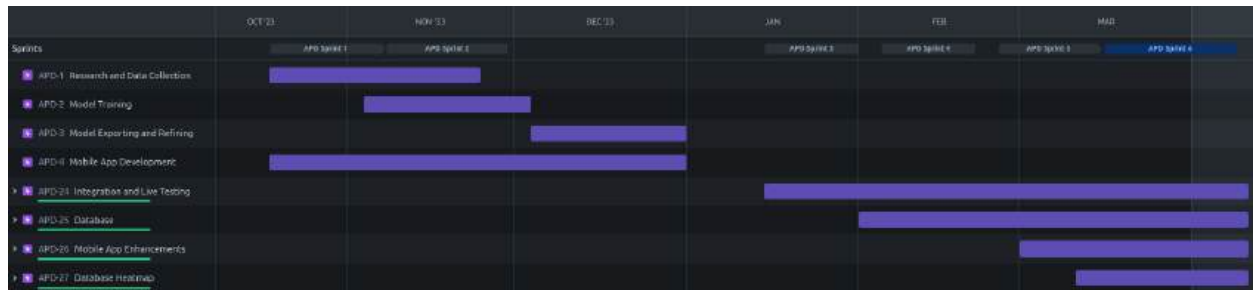 OCT '23 NOV '23 DEC '23 JAN FEB MAR
Sprints APD Sprint 1 APD Sprint 2 APD Sprint 3 APD Sprint 4 APD Sprint 5 APD Sprint 6
APD-1 Research and Data Collection
APD-2 Model Training
APD-3 Model Exporting and Refining
APD-4 Mobile App Development
APD-24 Integration and Live Testing
APD-25 Database
APD-26 Mobile App Enhancements
APD-27 Database Heatmap